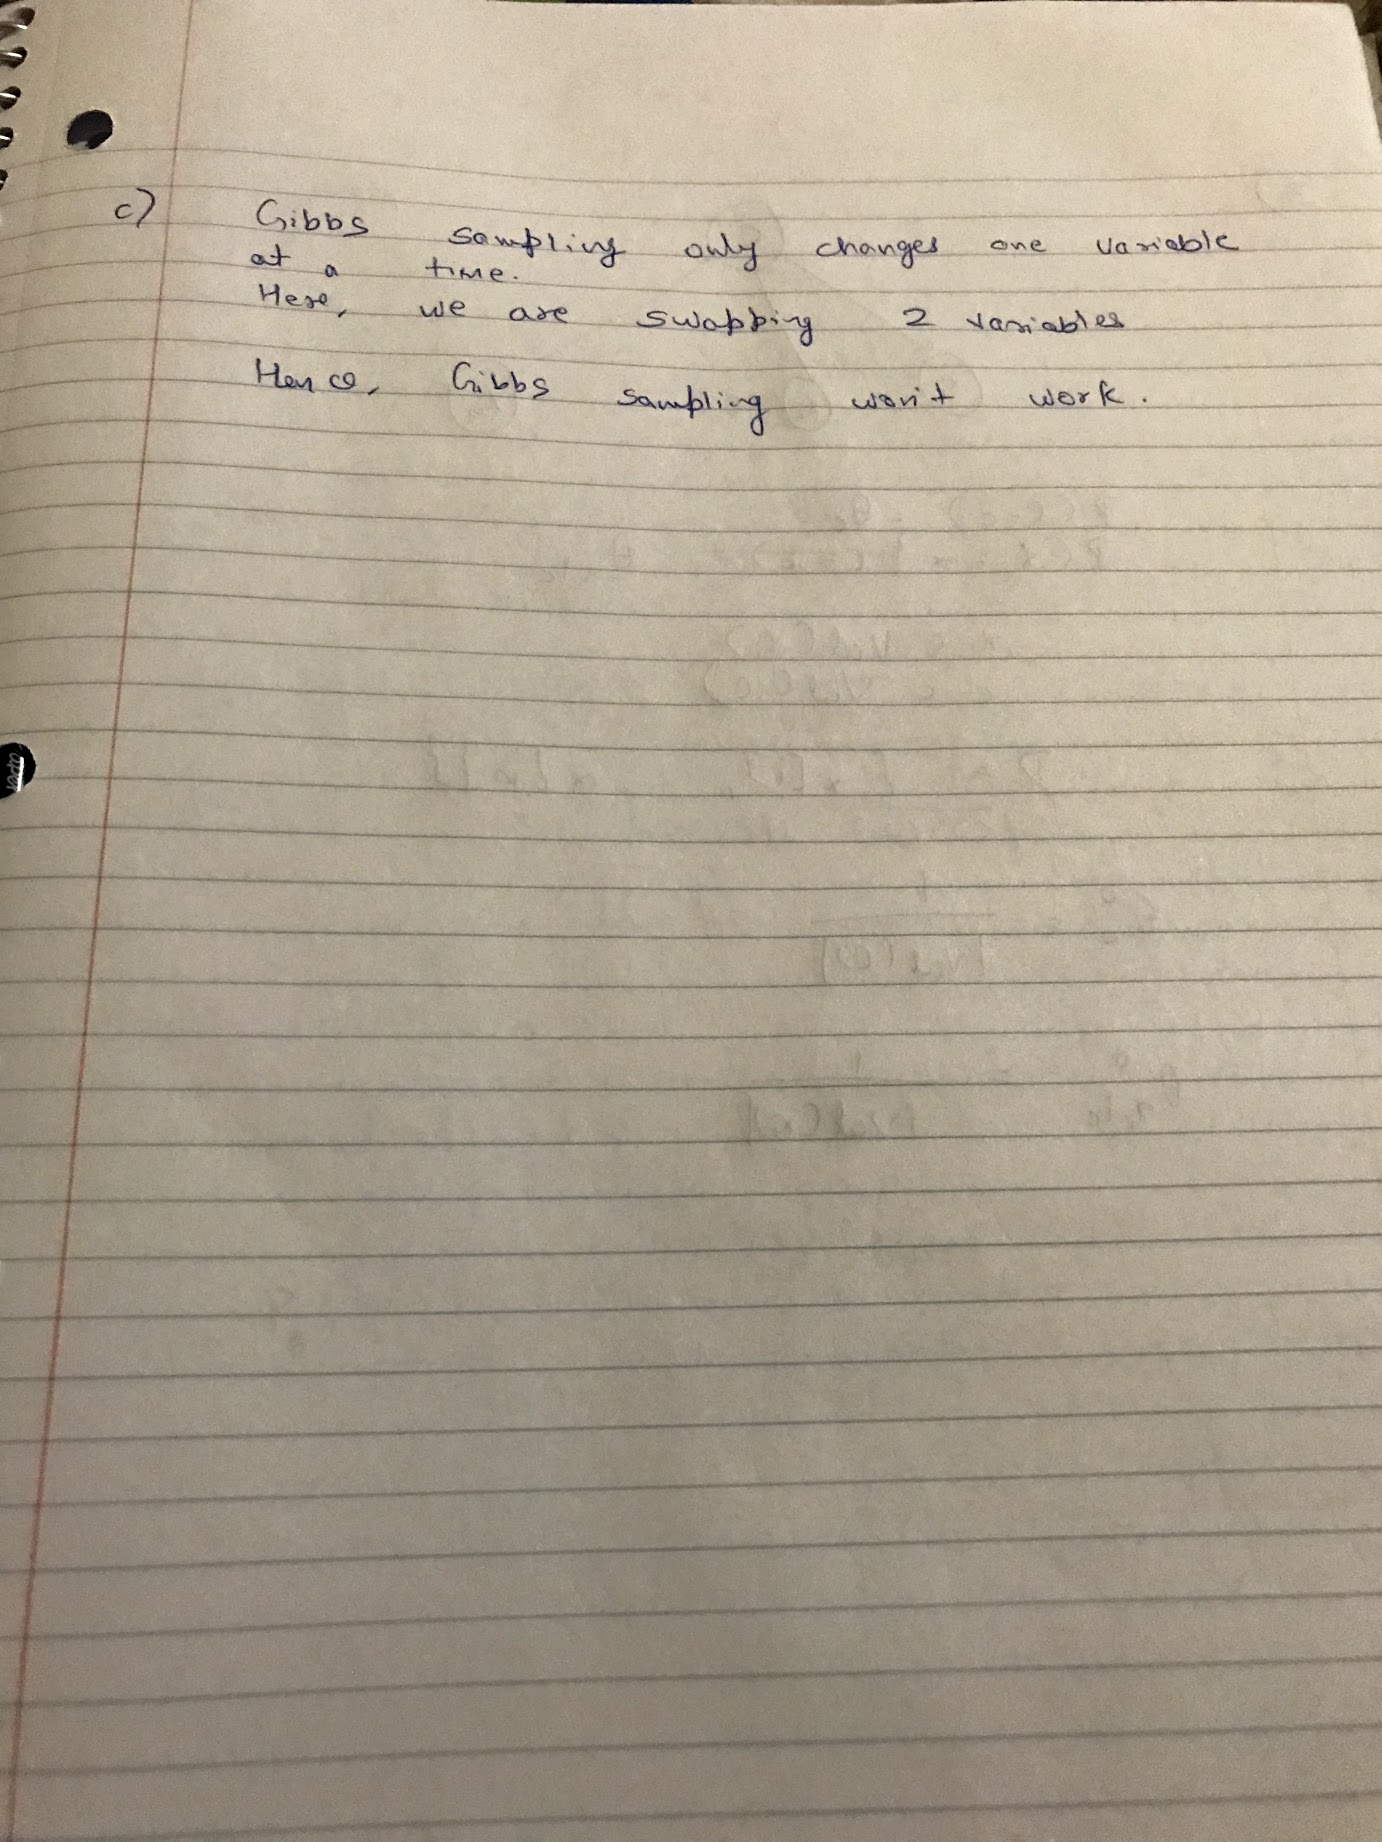 c) Gibbs sampling only changes one variable
at a time.
Here, we are swapping 2 variables
Hence, Gibbs sampling won't work.